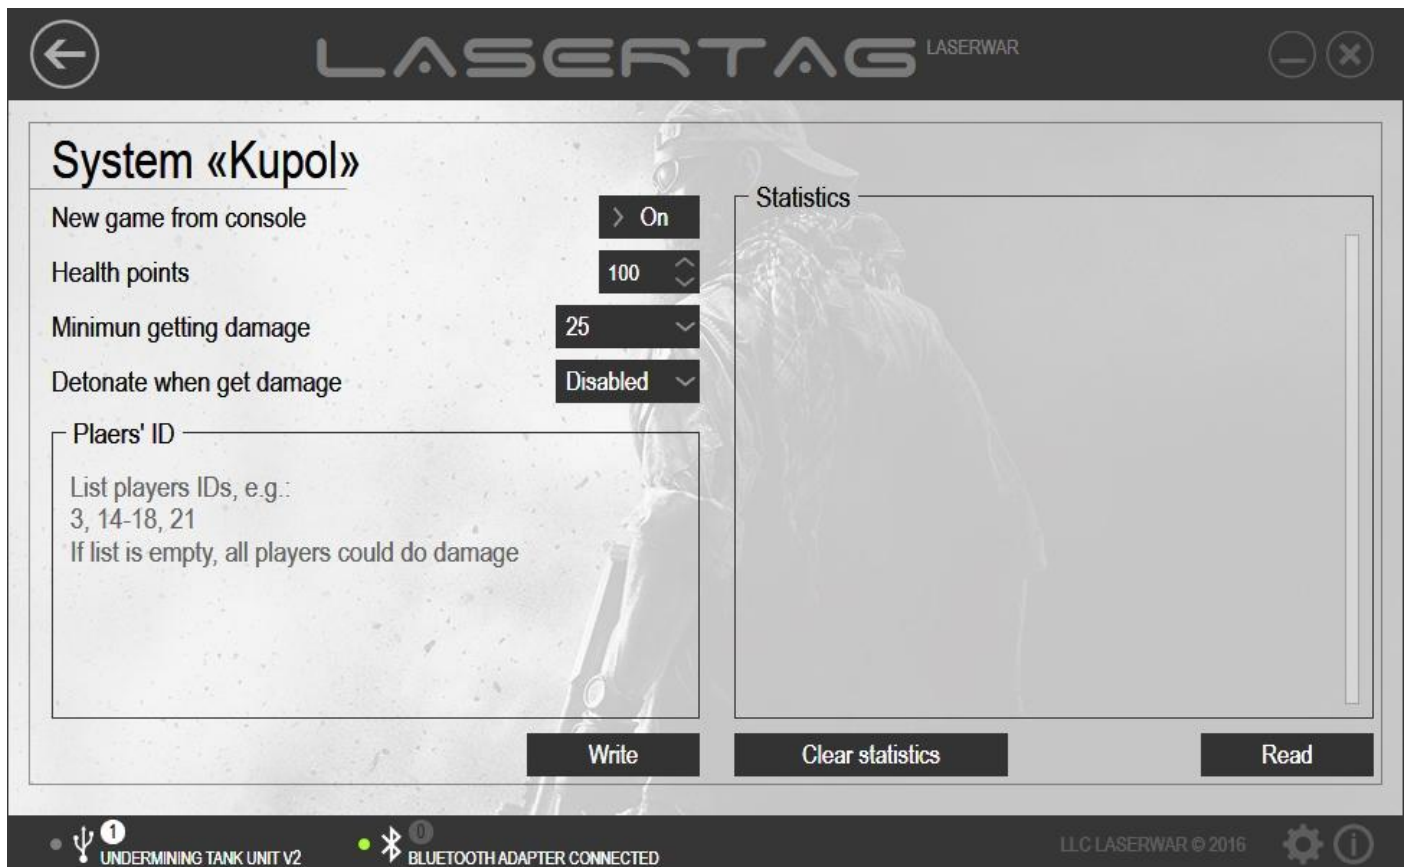 LASERTAG LASERWAR
System «Kupol»
New game from console
On
Health points
100
Minimun getting damage
25
Detonate when get damage
Disabled
Plaers' ID
List players IDs, e.g.:
3, 14-18, 21
If list is empty, all players could do damage
Write
Statistics
Clear statistics
Read
1
UNDERMINING TANK UNIT V2
0
BLUETOOTH ADAPTER CONNECTED
LLC LASERWAR © 2016